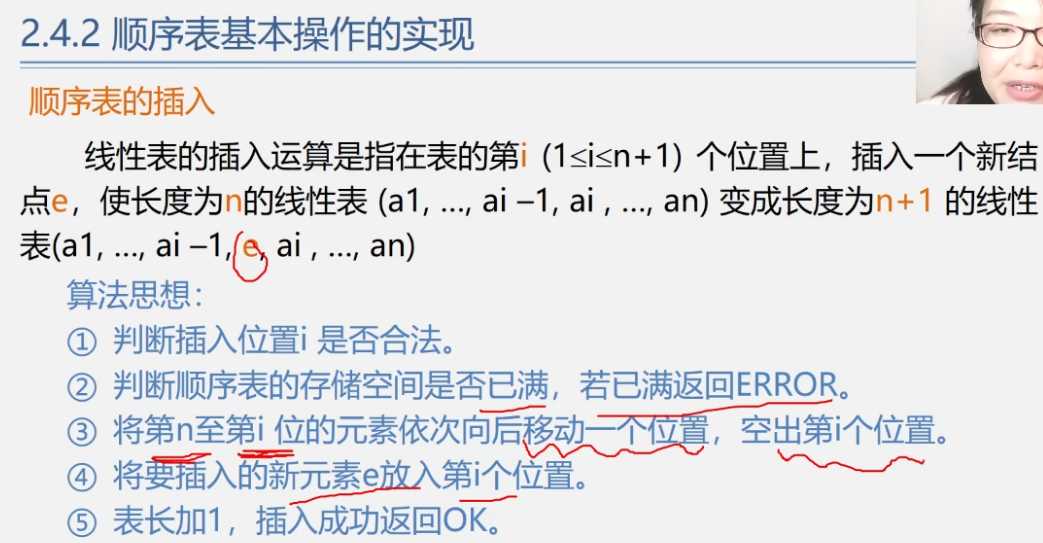 2.4.2 顺序表基本操作的实现
顺序表的插入
线性表的插入运算是指在表的第i (1≤i≤n+1) 个位置上，插入一个新结
点e，使长度为n的线性表 (a1, ..., ai –1, ai , ..., an) 变成长度为n+1 的线性
表(a1, ..., ai –1, e, ai , ..., an)
算法思想：
① 判断插入位置i 是否合法。
② 判断顺序表的存储空间是否已满，若已满返回ERROR。
③ 将第n至第i 位的元素依次向后移动一个位置，空出第i个位置。
④ 将要插入的新元素e放入第i个位置。
⑤ 表长加1，插入成功返回OK。